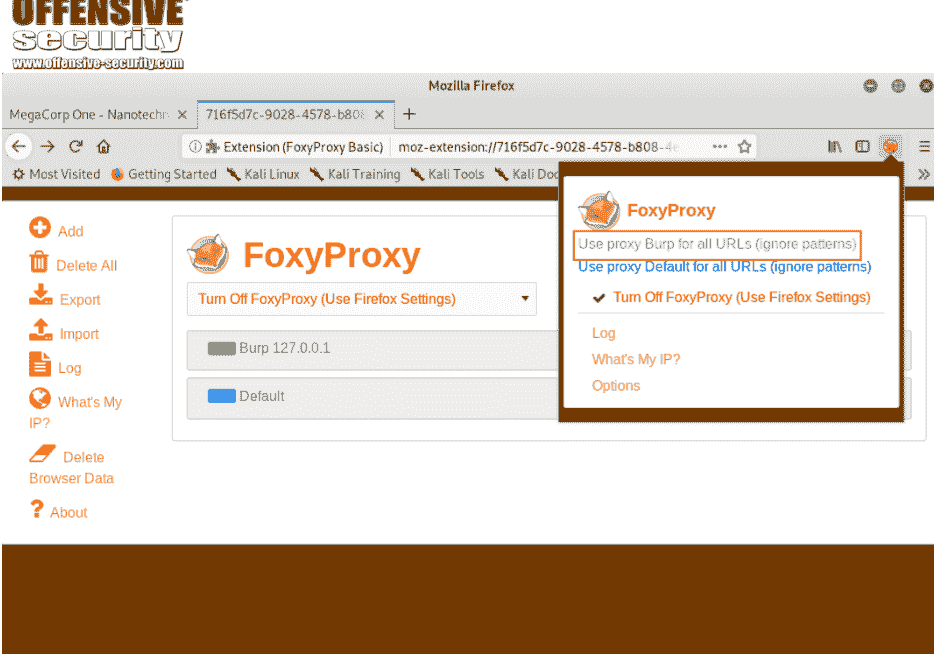 OFFENSIVE
security
www.offensive-security.com
Mozilla Firefox
MegaCorp One - Nanotechn
716f5d7c-9028-4578-b808
Extension (FoxyProxy Basic) moz-extension://716f5d7c-9028-4578-b808-4e
Most Visited Getting Started Kali Linux Kali Training Kali Tools Kali Doc
FoxyProxy
Use proxy Burp for all URLs (ignore patterns)
Use proxy Default for all URLs (ignore patterns)
Turn Off FoxyProxy (Use Firefox Settings)
Log
What's My IP?
Options
Add
Delete All
Export
Import
Log
What's My
IP?
Delete
Browser Data
About
FoxyProxy
Turn Off FoxyProxy (Use Firefox Settings)
Burp 127.0.0.1
Default